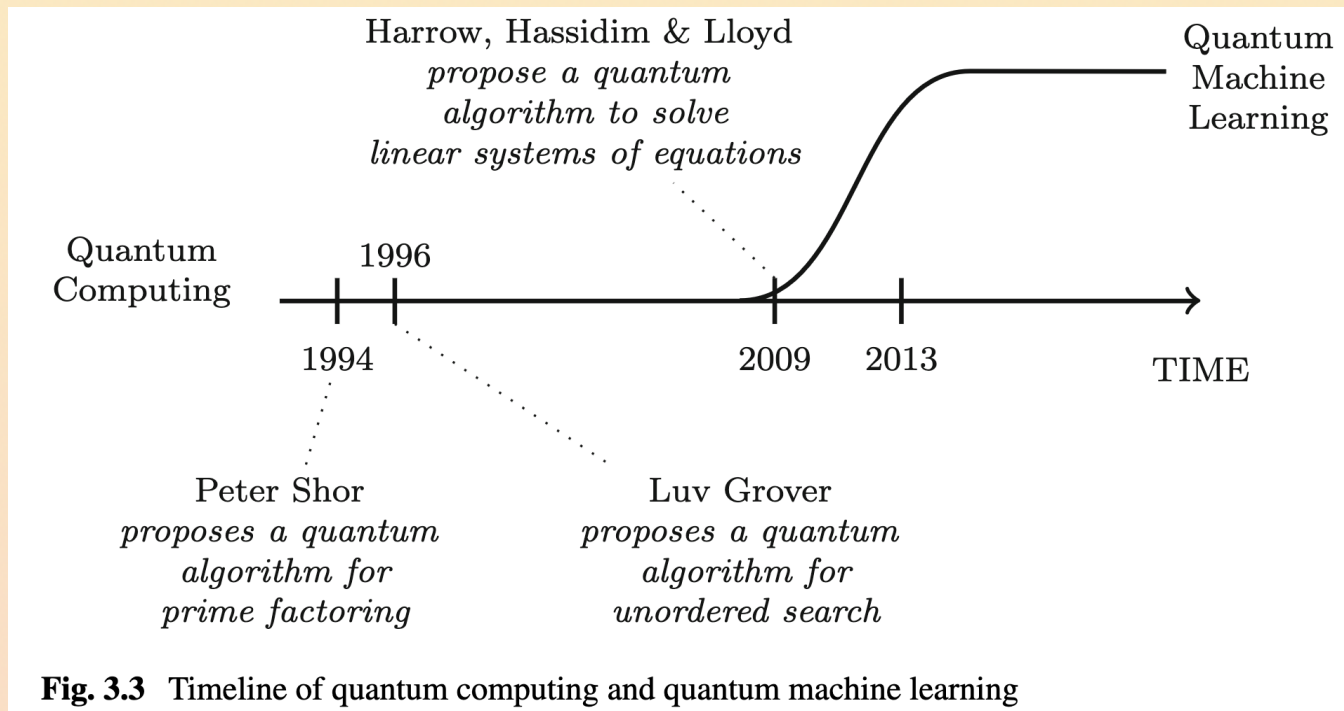 Harrow, Hassidim & Lloyd
propose a quantum
algorithm to solve
linear systems of equations
Quantum
Machine
Learning
Quantum
Computing
1996
1994
2009
2013
TIME
Peter Shor
proposes a quantum
algorithm for
prime factoring
Luv Grover
proposes a quantum
algorithm for
unordered search
Fig. 3.3 Timeline of quantum computing and quantum machine learning